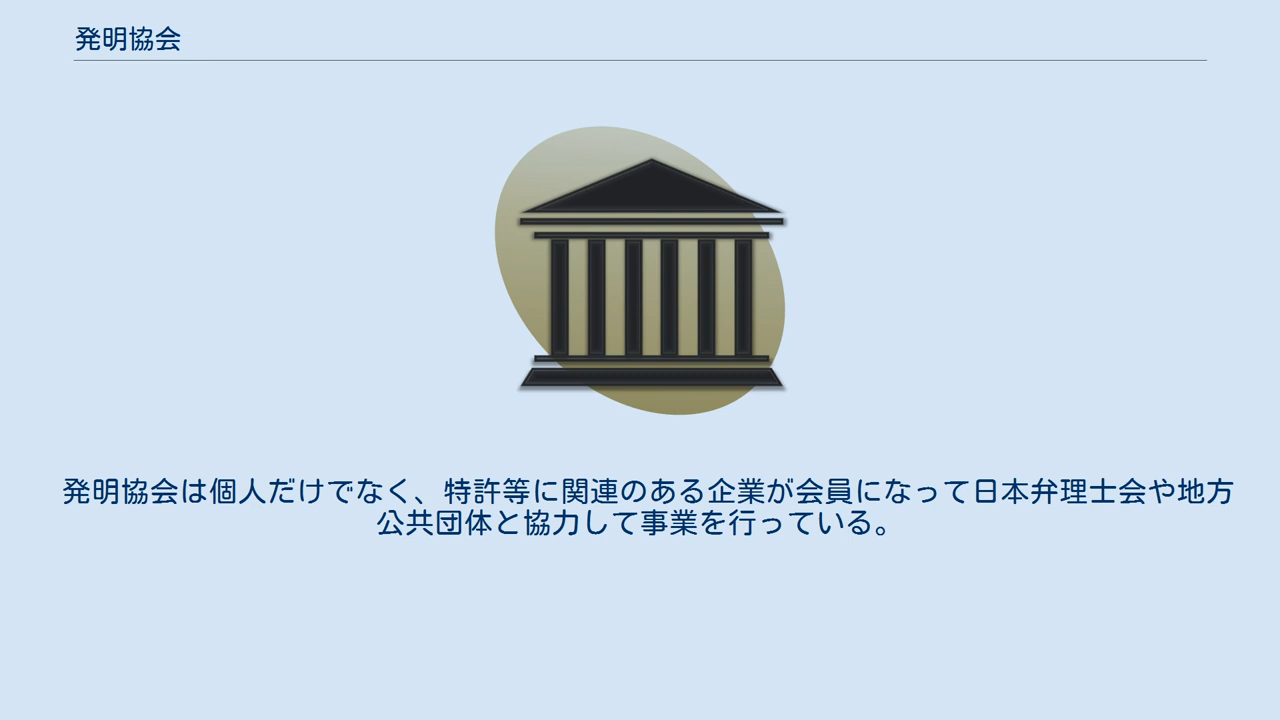 発明協会
発明協会は個人だけでなく、特許等に関連のある企業が会員になって日本弁理士会や地方
公共団体と協力して事業を行っている。